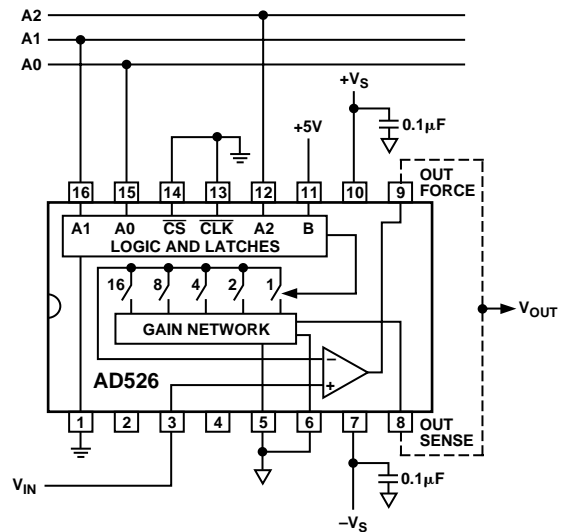 A2
A1
A0
+VS
0.1μF
+5V
OUT
FORCE
16 15 14 13 12 11 10 9
A1 A0 CS CLK A2 B
LOGIC AND LATCHES
16 8 4 2 1
VOUT
GAIN NETWORK
–
+
AD526
1 2 3 4 5 6 7 8
OUT
SENSE
0.1μF
VIN
–VS